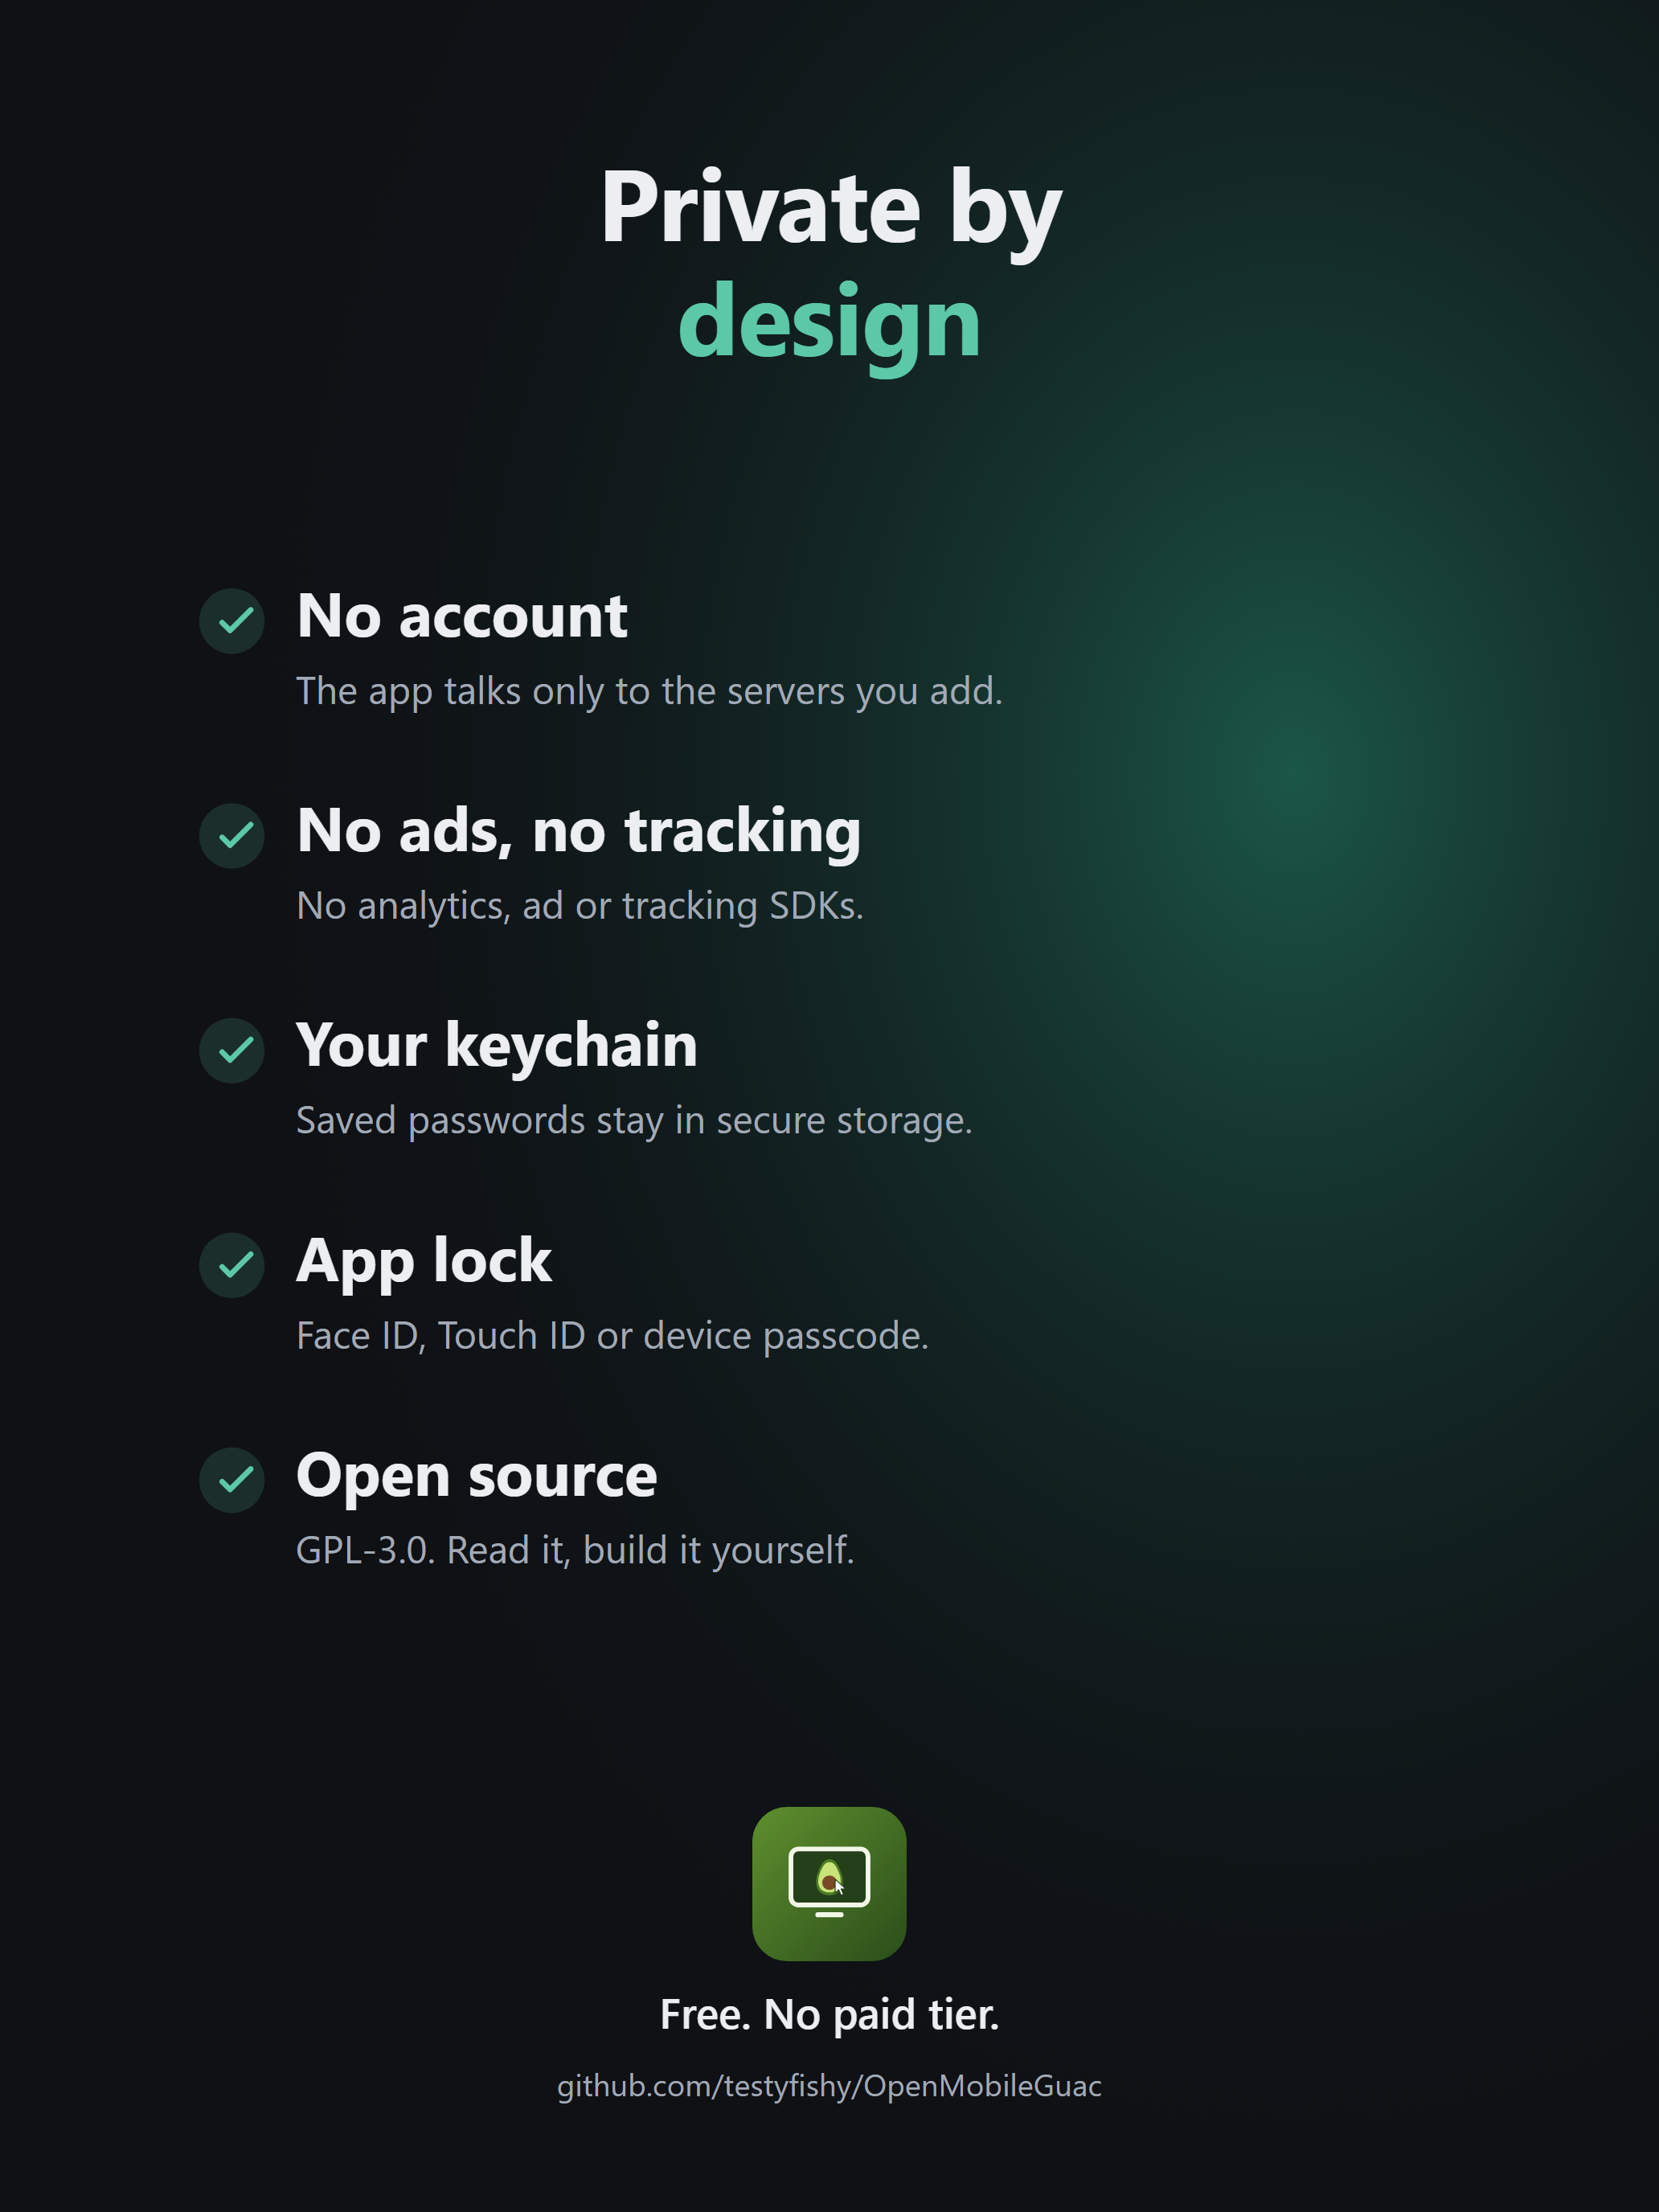 Private by
design
No account
The app talks only to the servers you add.
No ads, no tracking
No analytics, ad or tracking SDKs.
Your keychain
Saved passwords stay in secure storage.
App lock
Face ID, Touch ID or device passcode.
Open source
GPL-3.0. Read it, build it yourself.
Free. No paid tier.
github.com/testyfishy/OpenMobileGuac